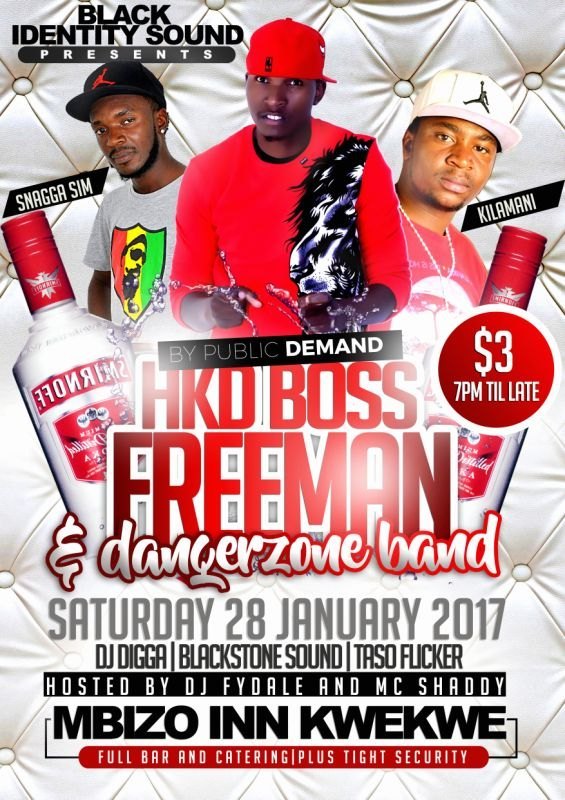 BLACK
IDENTITY SOUND
PRESENTS
SNAGGA SIM
KILAMANI
SMIRNOFF
BY PUBLIC DEMAND
$3
7PM TIL LATE
HKD BOSS
FREEMAN
& dangerzone band
SATURDAY 28 JANUARY 2017
DJ DIGGA | BLACKSTONE SOUND | TASO FLICKER
HOSTED BY DJ FYDALE AND MC SHADDY
MBIZO INN KWEKWE
FULL BAR AND CATERING|PLUS TIGHT SECURITY